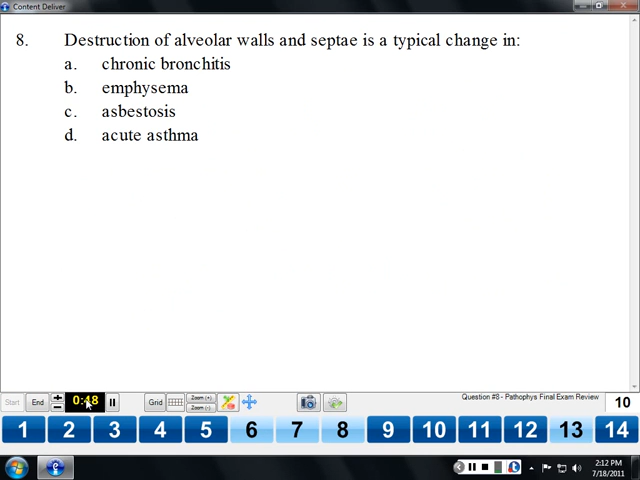 Content Deliver
8. Destruction of alveolar walls and septae is a typical change in:
a. chronic bronchitis
b. emphysema
c. asbestosis
d. acute asthma
Start End 0:48 Grid Zoom (+) Zoom (-) Question #8 - Pathophys Final Exam Review 10
1 2 3 4 5 6 7 8 9 10 11 12 13 14
2:12 PM
7/18/2011